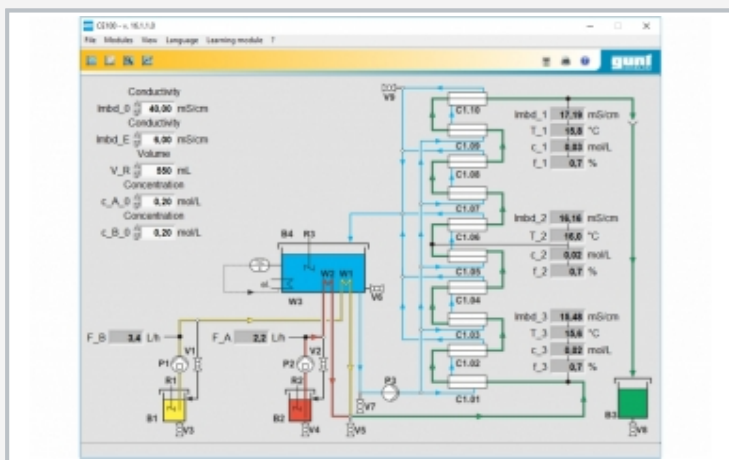 CE100 - v. 16.1.1.0
File Modules View Language Learning module ?
gunt
Conductivity
lmbd_0 40,00 mS/cm
Conductivity
lmbd_E 6,00 mS/cm
Volume
V_R 550 mL
Concentration
c_A_0 0,20 mol/L
Concentration
c_B_0 0,20 mol/L
V9
C1.10
C1.09
C1.08
C1.07
C1.06
C1.05
C1.04
C1.03
C1.02
C1.01
lmbd_1 17,19 mS/cm
T_1 15,8 °C
c_1 0,03 mol/L
f_1 0,7 %
lmbd_2 16,16 mS/cm
T_2 16,0 °C
c_2 0,02 mol/L
f_2 0,7 %
T_3 15,6 °C
c_3 0,02 mol/L
f_3 0,7 %
B4 R3
W2 W1
W3
V6
F_B 3,4 L/h
F_A 2,2 L/h
V1
P1
R1
B1
V3
V2
P2
R2
B2
V4
V5
V7
P3
B3
V8